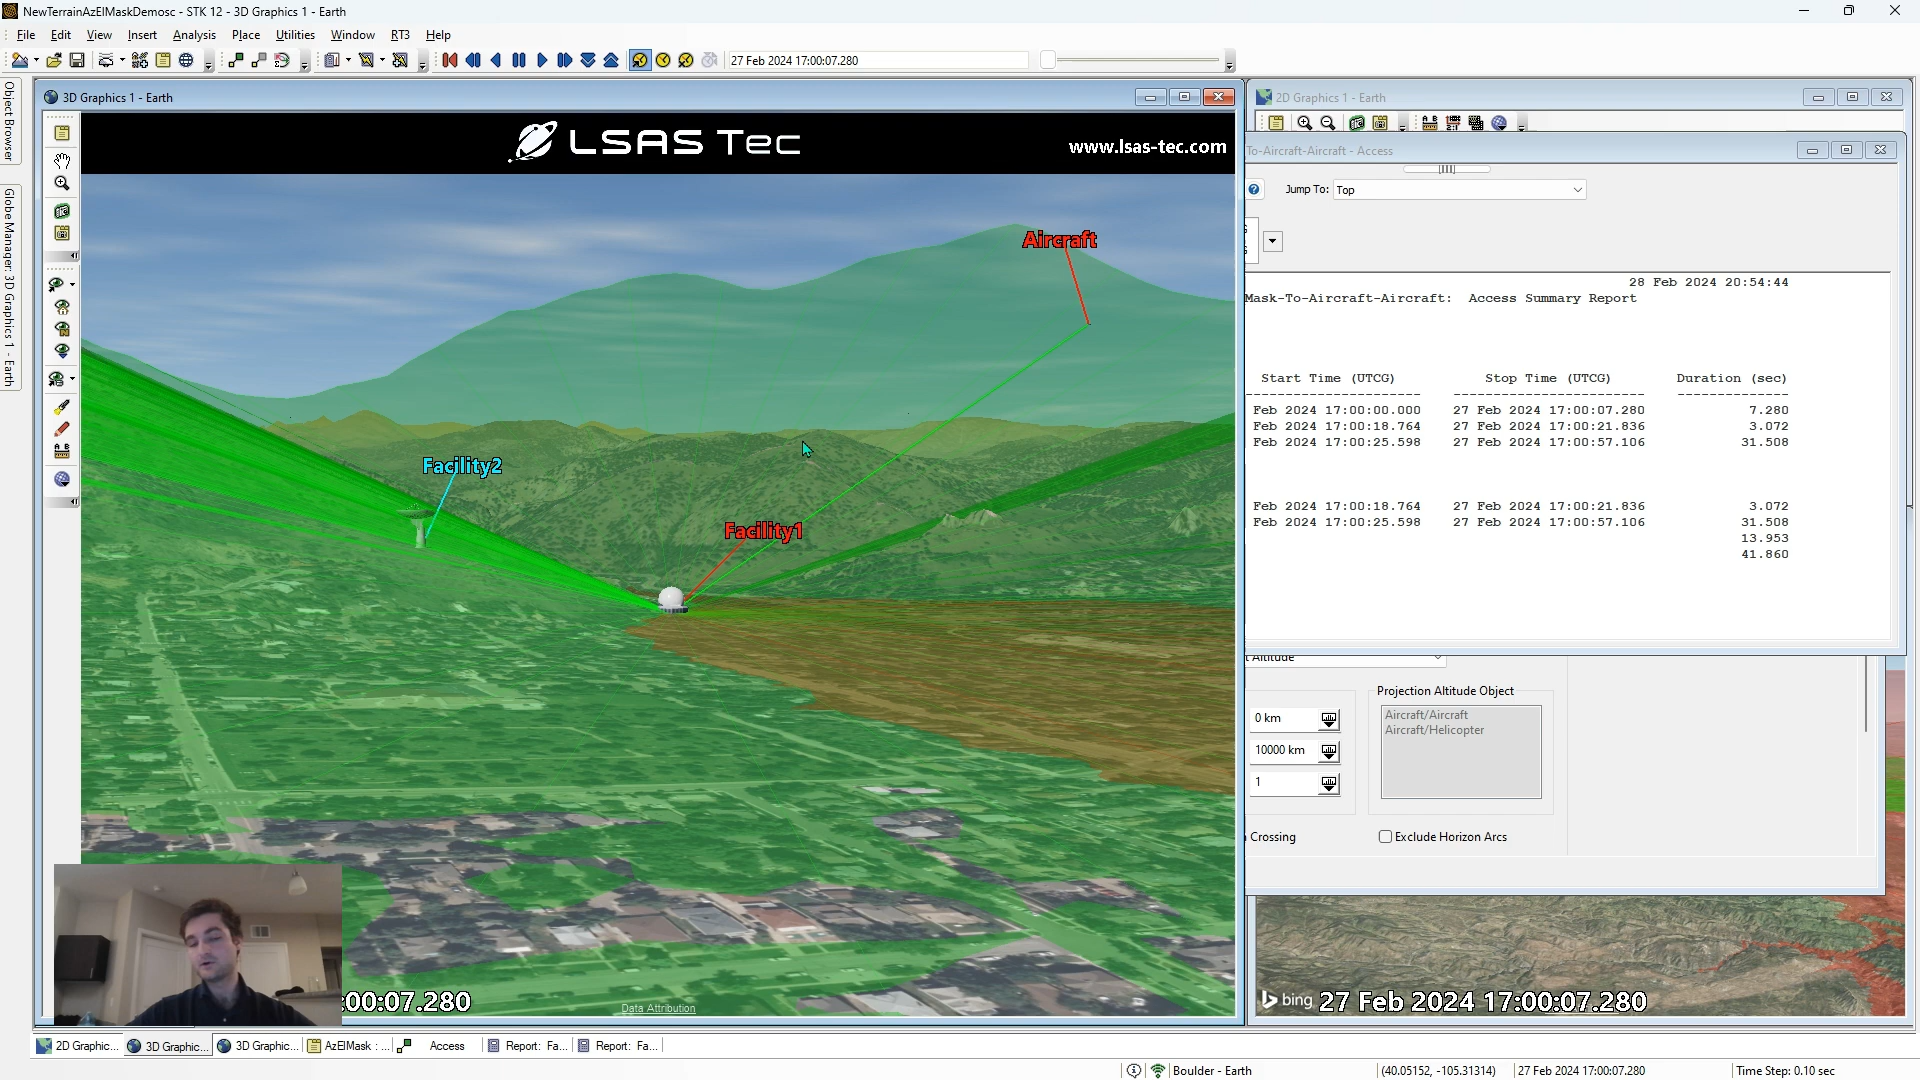 NewTerrainAzElMaskDemosc - STK 12 - 3D Graphics 1 - Earth
File Edit View Insert Analysis Place Utilities Window RT3 Help
27 Feb 2024 17:00:07.280
Object Browser
Globe Manager: 3D Graphics 1 - Earth
3D Graphics 1 - Earth
LSAS Tec
www.lsas-tec.com
Aircraft
Facility2
Facility1
:00:07.280
Data Attribution
2D Graphics 1 - Earth
To-Aircraft-Aircraft - Access
Jump To: Top
28 Feb 2024 20:54:44
Mask-To-Aircraft-Aircraft: Access Summary Report
Start Time (UTCG) Stop Time (UTCG) Duration (sec)
Feb 2024 17:00:00.000 27 Feb 2024 17:00:07.280 7.280
Feb 2024 17:00:18.764 27 Feb 2024 17:00:21.836 3.072
Feb 2024 17:00:25.598 27 Feb 2024 17:00:57.106 31.508
Feb 2024 17:00:18.764 27 Feb 2024 17:00:21.836 3.072
Feb 2024 17:00:25.598 27 Feb 2024 17:00:57.106 31.508
13.953
41.860
t Altitude
Projection Altitude Object
0 km
10000 km
1
Aircraft/Aircraft
Aircraft/Helicopter
Crossing
Exclude Horizon Arcs
bing 27 Feb 2024 17:00:07.280
2D Graphic... 3D Graphic... 3D Graphic... AzElMask : ... Access Report: Fa... Report: Fa...
Boulder - Earth (40.05152, -105.31314) 27 Feb 2024 17:00:07.280 Time Step: 0.10 sec